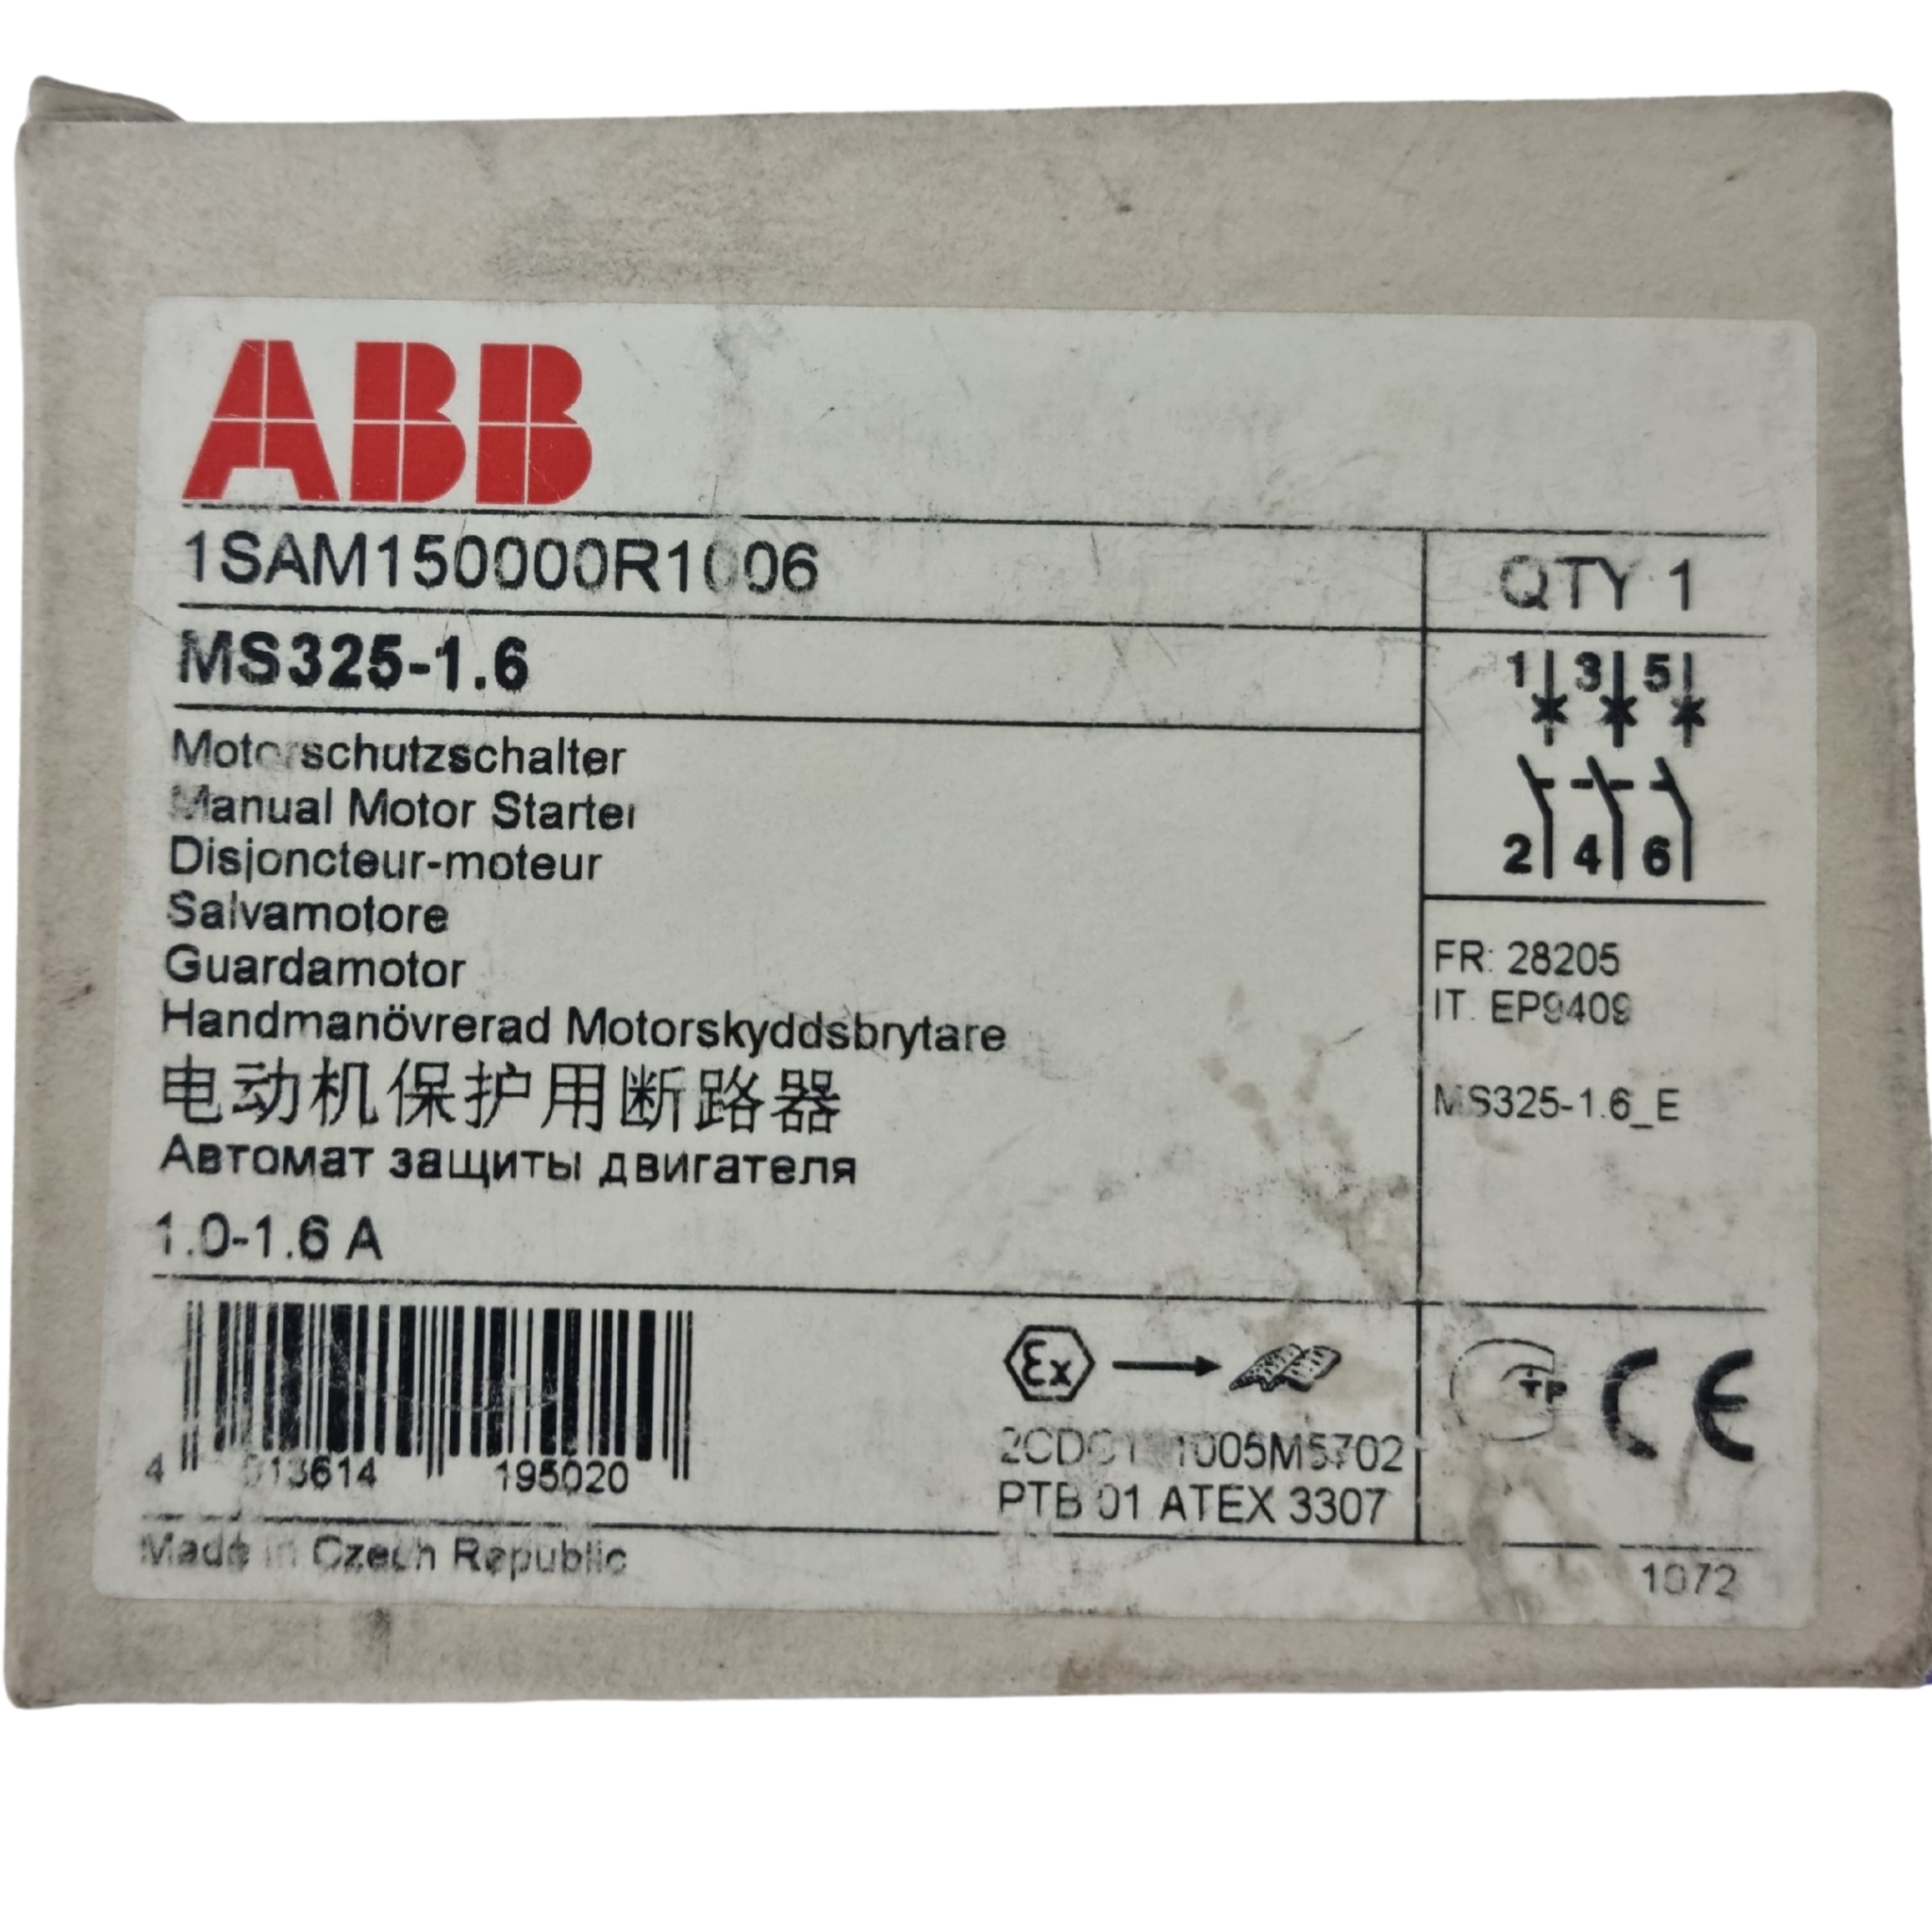 ABB
1SAM150000R1006
QTY 1
MS325-1.6
1 3 5
2 4 6
Motorschutzschalter
Manual Motor Starter
Disjoncteur-moteur
Salvamotore
Guardamotor
Handmanövrerad Motorskyddsbrytare
电动机保护用断路器
Автомат защиты двигателя
1.0-1.6 A
FR: 28205
IT: EP9409
MS325-1.6_E
4 013614 195020
Ex
PTB 01 ATEX 3307
TP
CE
Made in Czech Republic
1072